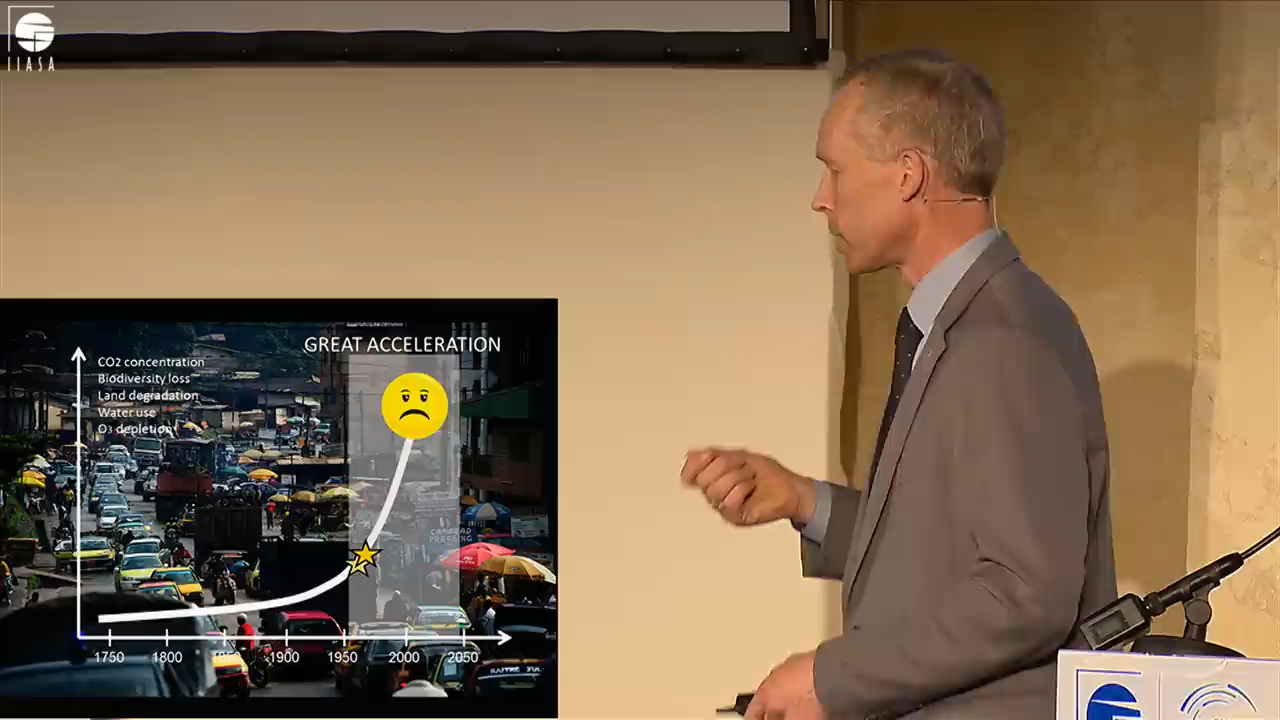 IIASA
GREAT ACCELERATION
CO2 concentration
Biodiversity loss
Land degradation
Water use
O3 depletion
1750 1800 1850 1900 1950 2000 2050